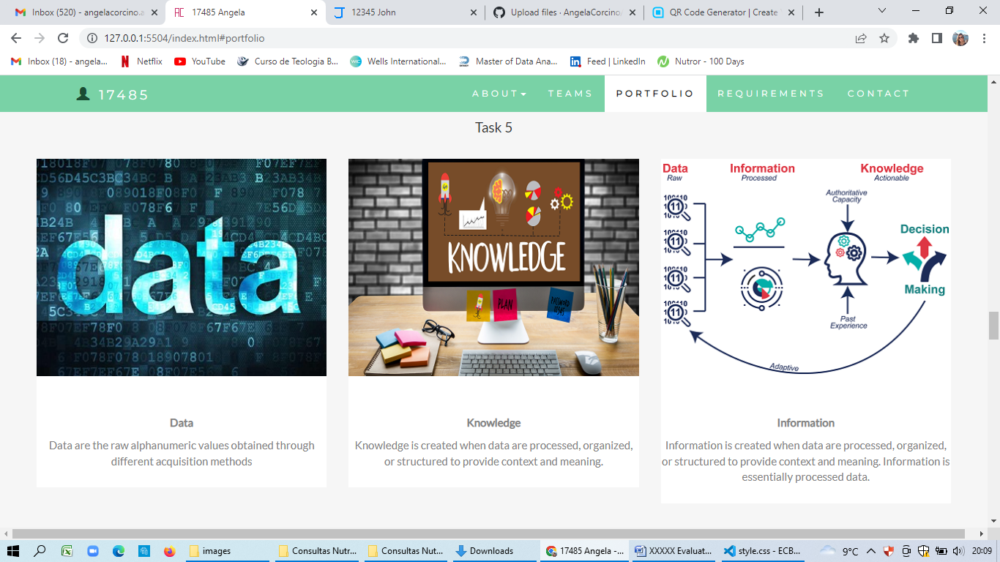 Inbox (520) - angelacorcino.a
17485 Angela
12345 John
Upload files · AngelaCorcino/
QR Code Generator | Create
127.0.0.1:5504/index.html#portfolio
Inbox (18) - angela...
Netflix
YouTube
Curso de Teologia B...
Wells International...
Master of Data Ana...
Feed | LinkedIn
Nutror - 100 Days
17485
ABOUT
TEAMS
PORTFOLIO
REQUIREMENTS
CONTACT
Task 5
data
KNOWLEDGE
PLAN
PASSWORD
12345
Data
Raw
Information
Processed
Knowledge
Actionable
Authoritative
Capacity
Decision
Making
Past
Experience
Adaptive
Data
Data are the raw alphanumeric values obtained through
different acquisition methods
Knowledge
Knowledge is created when data are processed, organized,
or structured to provide context and meaning.
Information
Information is created when data are processed, organized,
or structured to provide context and meaning. Information is
essentially processed data.
images
Consultas Nutr...
Consultas Nut...
Downloads
17485 Angela -...
XXXXX Evaluat...
style.css - ECB...
9°C
20:09